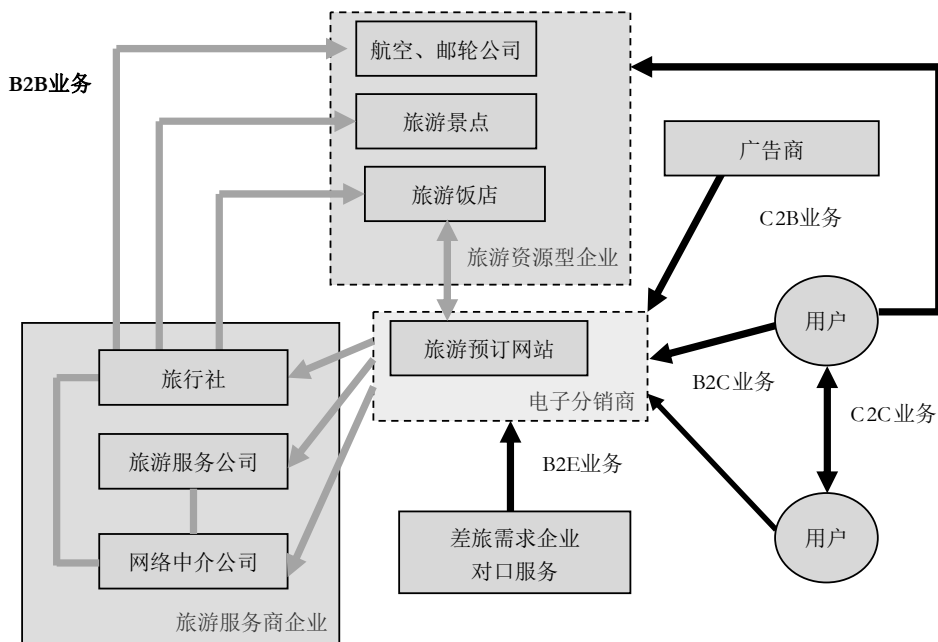 航空、邮轮公司
B2B业务
旅游景点
广告商
旅游饭店
C2B业务
旅游资源型企业
用户
旅游预订网站
旅行社
B2C业务
电子分销商
C2C业务
旅游服务公司
B2E业务
差旅需求企业
对口服务
用户
网络中介公司
旅游服务商企业